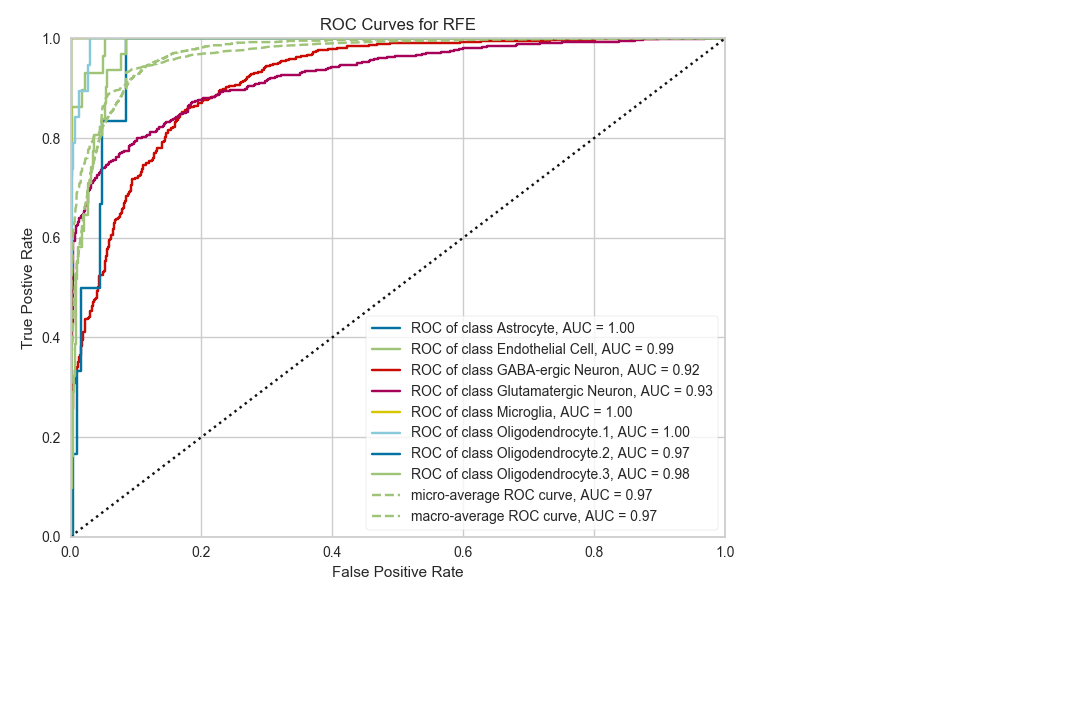 ROC Curves for RFE
1.0
0.8
0.6
0.4
0.2
0.0
True Postive Rate
ROC of class Astrocyte, AUC = 1.00
ROC of class Endothelial Cell, AUC = 0.99
ROC of class GABA-ergic Neuron, AUC = 0.92
ROC of class Glutamatergic Neuron, AUC = 0.93
ROC of class Microglia, AUC = 1.00
ROC of class Oligodendrocyte.1, AUC = 1.00
ROC of class Oligodendrocyte.2, AUC = 0.97
ROC of class Oligodendrocyte.3, AUC = 0.98
micro-average ROC curve, AUC = 0.97
macro-average ROC curve, AUC = 0.97
0.0 0.2 0.4 0.6 0.8 1.0
False Positive Rate